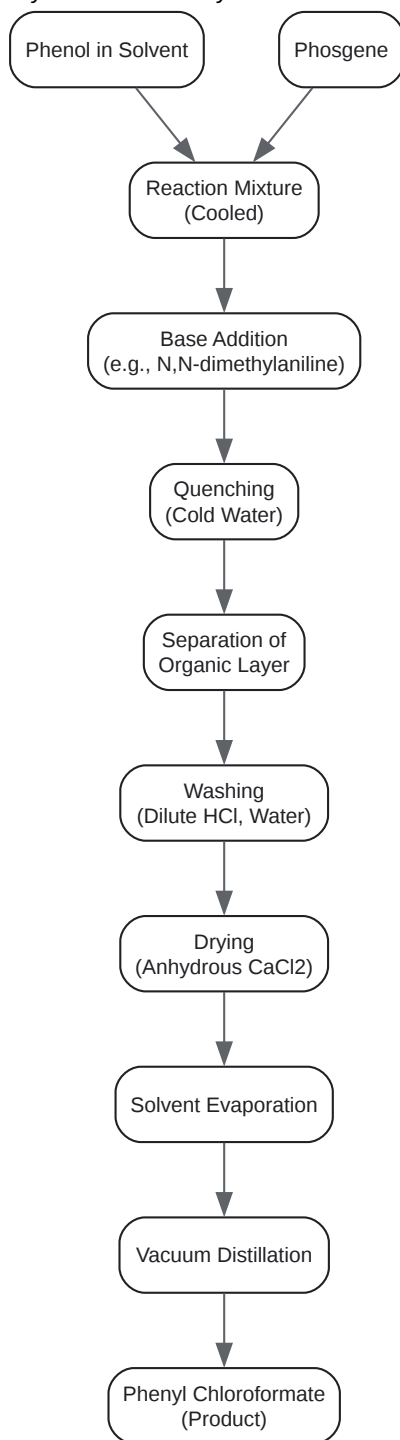 Phenol in Solvent
Phosgene
Reaction Mixture
(Cooled)
Base Addition
(e.g., N,N-dimethylaniline)
Quenching
(Cold Water)
Separation of
Organic Layer
Washing
(Dilute HCl, Water)
Drying
(Anhydrous CaCl2)
Solvent Evaporation
Vacuum Distillation
Phenyl Chloroformate
(Product)